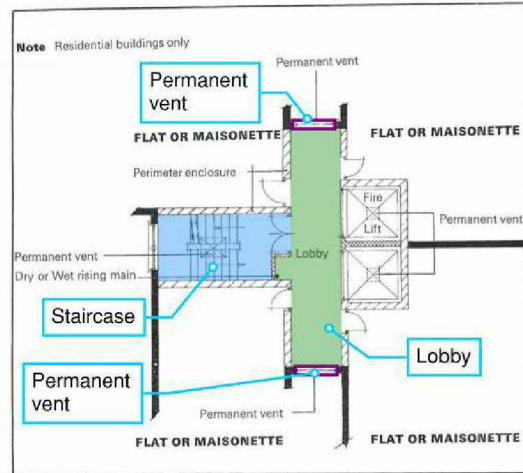 Note Residential buildings only
Permanent vent
Permanent
vent
FLAT OR MAISONETTE
FLAT OR MAISONETTE
Perimeter enclosure
Fire
Lift
Permanent vent
Lobby
Permanent vent
Dry or Wet rising main
Staircase
Lobby
Permanent
vent
Permanent vent
FLAT OR MAISONETTE
FLAT OR MAISONETTE